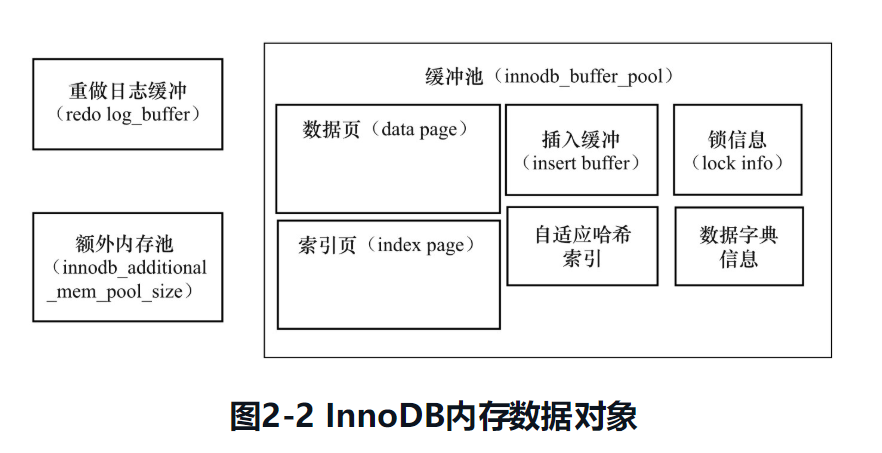 重做日志缓冲
（redo log_buffer）
额外内存池
（innodb_additional
_mem_pool_size）
缓冲池（innodb_buffer_pool）
数据页（data page）
插入缓冲
（insert buffer）
锁信息
（lock info）
索引页（index page）
自适应哈希
索引
数据字典
信息
图2-2 InnoDB内存数据对象